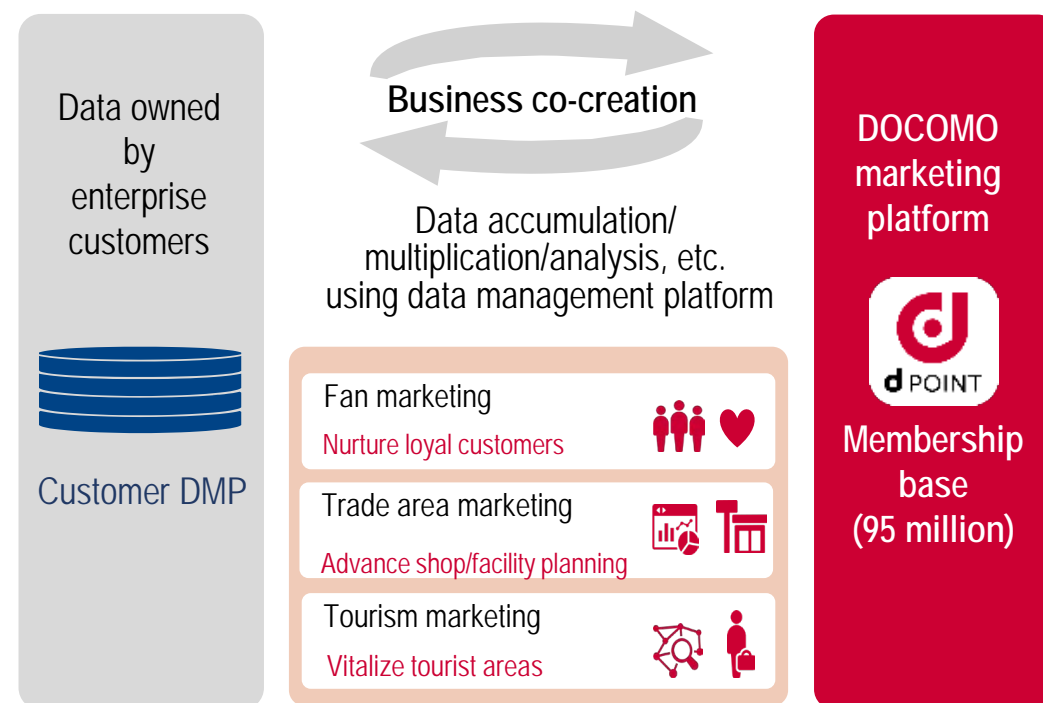 Data owned
by
enterprise
customers
Customer DMP
Business co-creation
Data accumulation/
multiplication/analysis, etc.
using data management platform
Fan marketing
Nurture loyal customers
Trade area marketing
Advance shop/facility planning
Tourism marketing
Vitalize tourist areas
DOCOMO
marketing
platform
d
d POINT
Membership
base
(95 million)